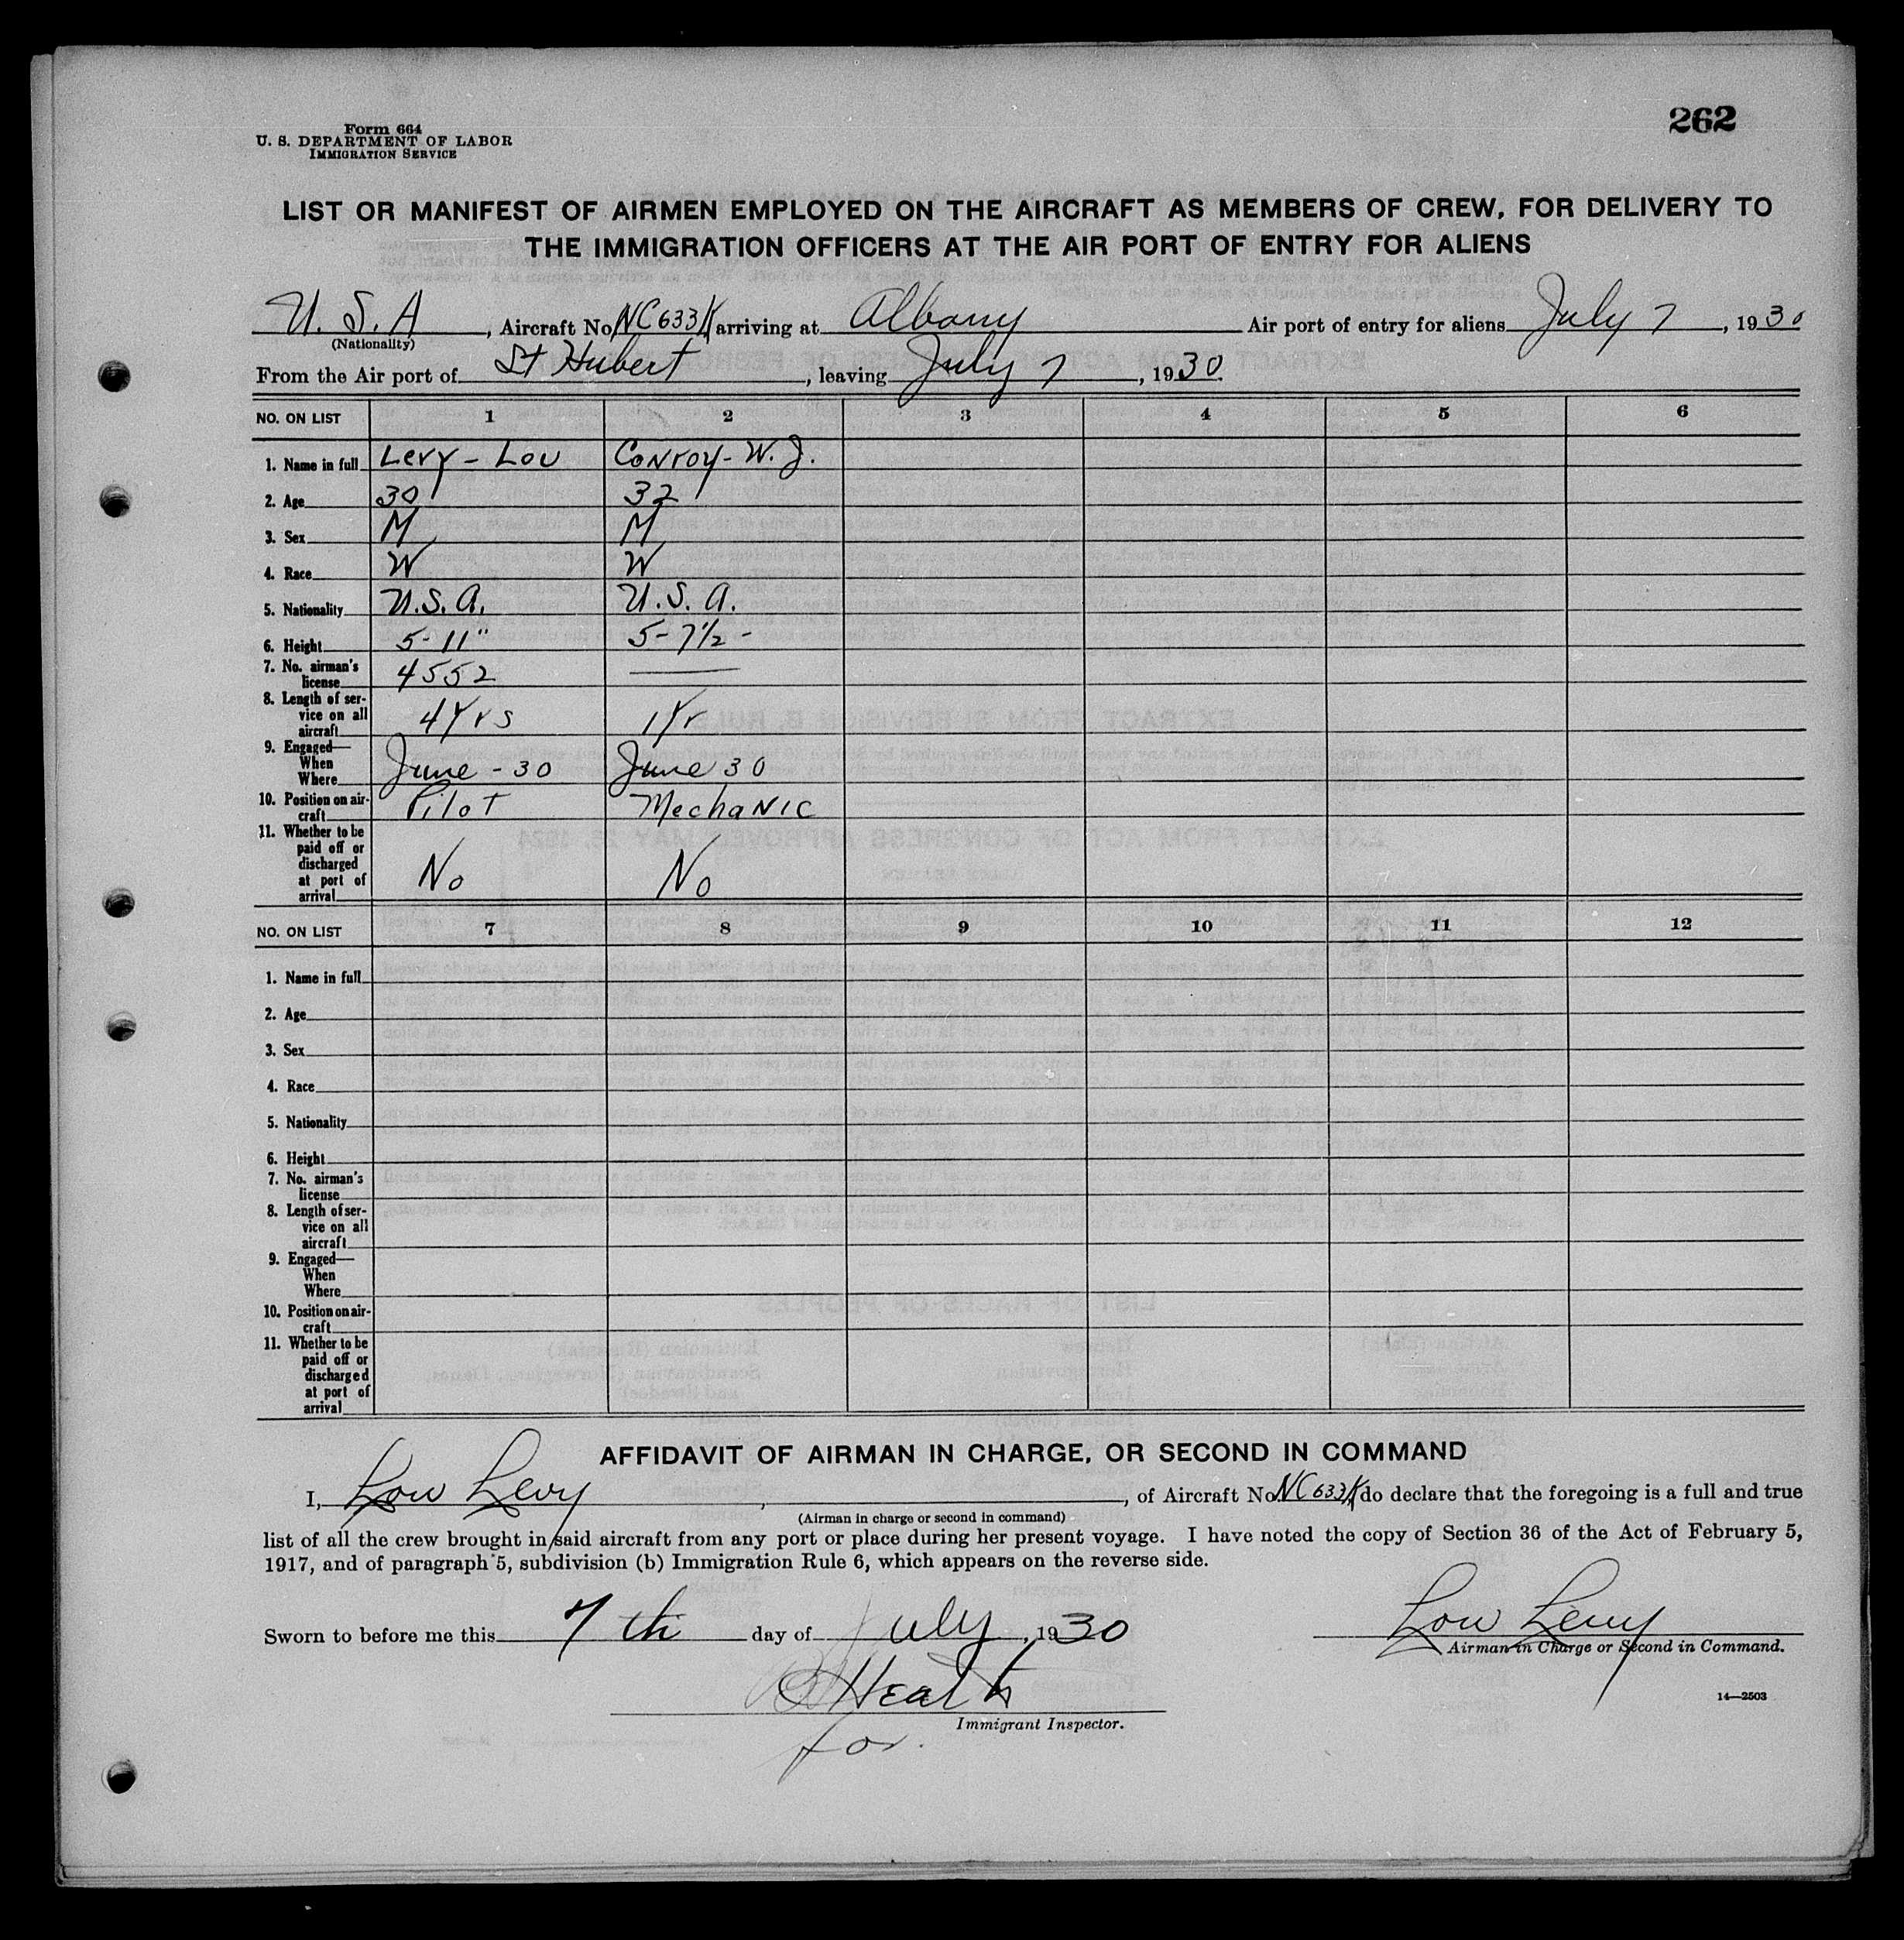 262
Form 664
U. S. DEPARTMENT OF LABOR
IMMIGRATION SERVICE
LIST OR MANIFEST OF AIRMEN EMPLOYED ON THE AIRCRAFT AS MEMBERS OF CREW, FOR DELIVERY TO
THE IMMIGRATION OFFICERS AT THE AIR PORT OF ENTRY FOR ALIENS
U. S. A, Aircraft No. NC633K arriving at Albany Air port of entry for aliens July 7, 1930
(Nationality)
From the Air port of St Hubert, leaving July 7, 1930.
NO. ON LIST 1 2 3 4 5 6
1. Name in full Levy - Lou Conroy - W. J.
2. Age 30 32
3. Sex M M
4. Race W W
5. Nationality U.S.A. U.S.A.
6. Height 5-11" 5-7½-
7. No. airman's
license 4552 —
8. Length of ser-
vice on all
aircraft 4 Yrs 1 Yr
9. Engaged—
When June - 30 June 30
Where
10. Position on air-
craft Pilot Mechanic
11. Whether to be
paid off or
discharged
at port of
arrival No No
NO. ON LIST 7 8 9 10 11 12
1. Name in full
2. Age
3. Sex
4. Race
5. Nationality
6. Height
7. No. airman's
license
8. Length of ser-
vice on all
aircraft
9. Engaged—
When
Where
10. Position on air-
craft
11. Whether to be
paid off or
discharged
at port of
arrival
AFFIDAVIT OF AIRMAN IN CHARGE, OR SECOND IN COMMAND
I, Lou Levy, , of Aircraft No. NC633K do declare that the foregoing is a full and true
(Airman in charge or second in command)
list of all the crew brought in said aircraft from any port or place during her present voyage. I have noted the copy of Section 36 of the Act of February 5,
1917, and of paragraph 5, subdivision (b) Immigration Rule 6, which appears on the reverse side.
Sworn to before me this 7th day of July, 1930 Lou Levy
Airman in Charge or Second in Command.
Heath
14—2503
Immigrant Inspector.
for.